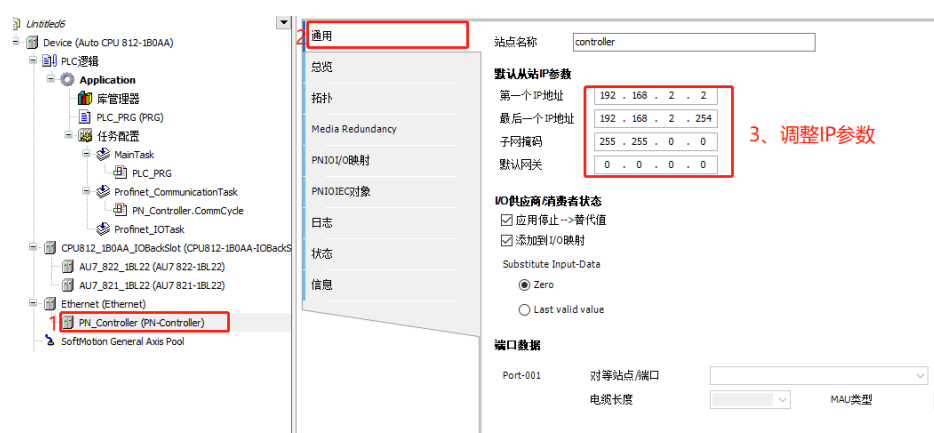 Untitled6
Device (Auto CPU 812-1B0AA)
PLC逻辑
Application
库管理器
PLC_PRG (PRG)
任务配置
MainTask
PLC_PRG
Profinet_CommunicationTask
PN_Controller.CommCycle
Profinet_IOTask
CPU812_1B0AA_IOBackSlot (CPU812-1B0AA-IOBackS
AU7_822_1BL22 (AU7 822-1BL22)
AU7_821_1BL22 (AU7 821-1BL22)
Ethernet (Ethernet)
1 PN_Controller (PN-Controller)
SoftMotion General Axis Pool
2 通用
总览
拓扑
Media Redundancy
PNIOI/O映射
PNIOIEC对象
日志
状态
信息
站点名称 controller
默认从站IP参数
第一个IP地址 192 . 168 . 2 . 2
最后一个IP地址 192 . 168 . 2 . 254
子网掩码 255 . 255 . 0 . 0
默认网关 0 . 0 . 0 . 0
3、调整IP参数
I/O供应商/消费者状态
应用停止-->替代值
添加到I/O映射
Substitute Input-Data
Zero
Last valid value
端口数据
Port-001 对等站点/端口
电缆长度 MAU类型